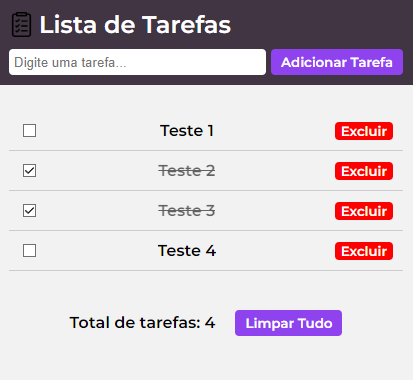 Lista de Tarefas
Digite uma tarefa...
Adicionar Tarefa
Teste 1 Excluir
Teste 2 Excluir
Teste 3 Excluir
Teste 4 Excluir
Total de tarefas: 4 Limpar Tudo